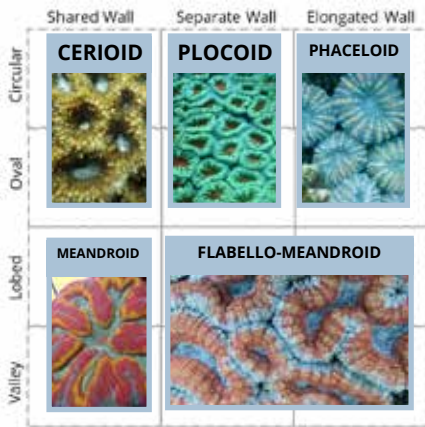 Shared Wall Separate Wall Elongated Wall
Circular
CERIOID PLOCOID PHACELOID
Oval
Lobed
MEANDROID FLABELLO-MEANDROID
Valley